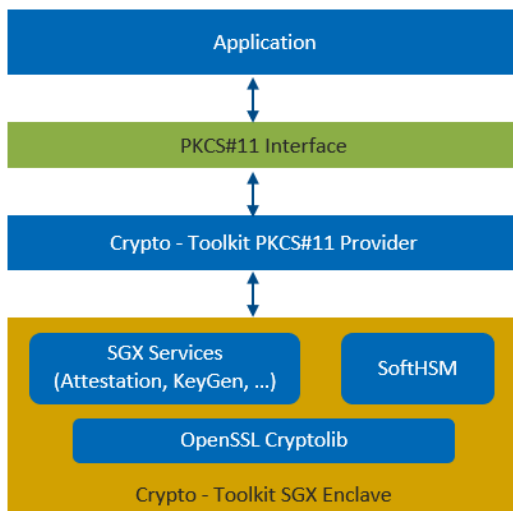 Application
PKCS#11 Interface
Crypto - Toolkit PKCS#11 Provider
SGX Services
(Attestation, KeyGen, ...)
SoftHSM
OpenSSL Cryptolib
Crypto - Toolkit SGX Enclave